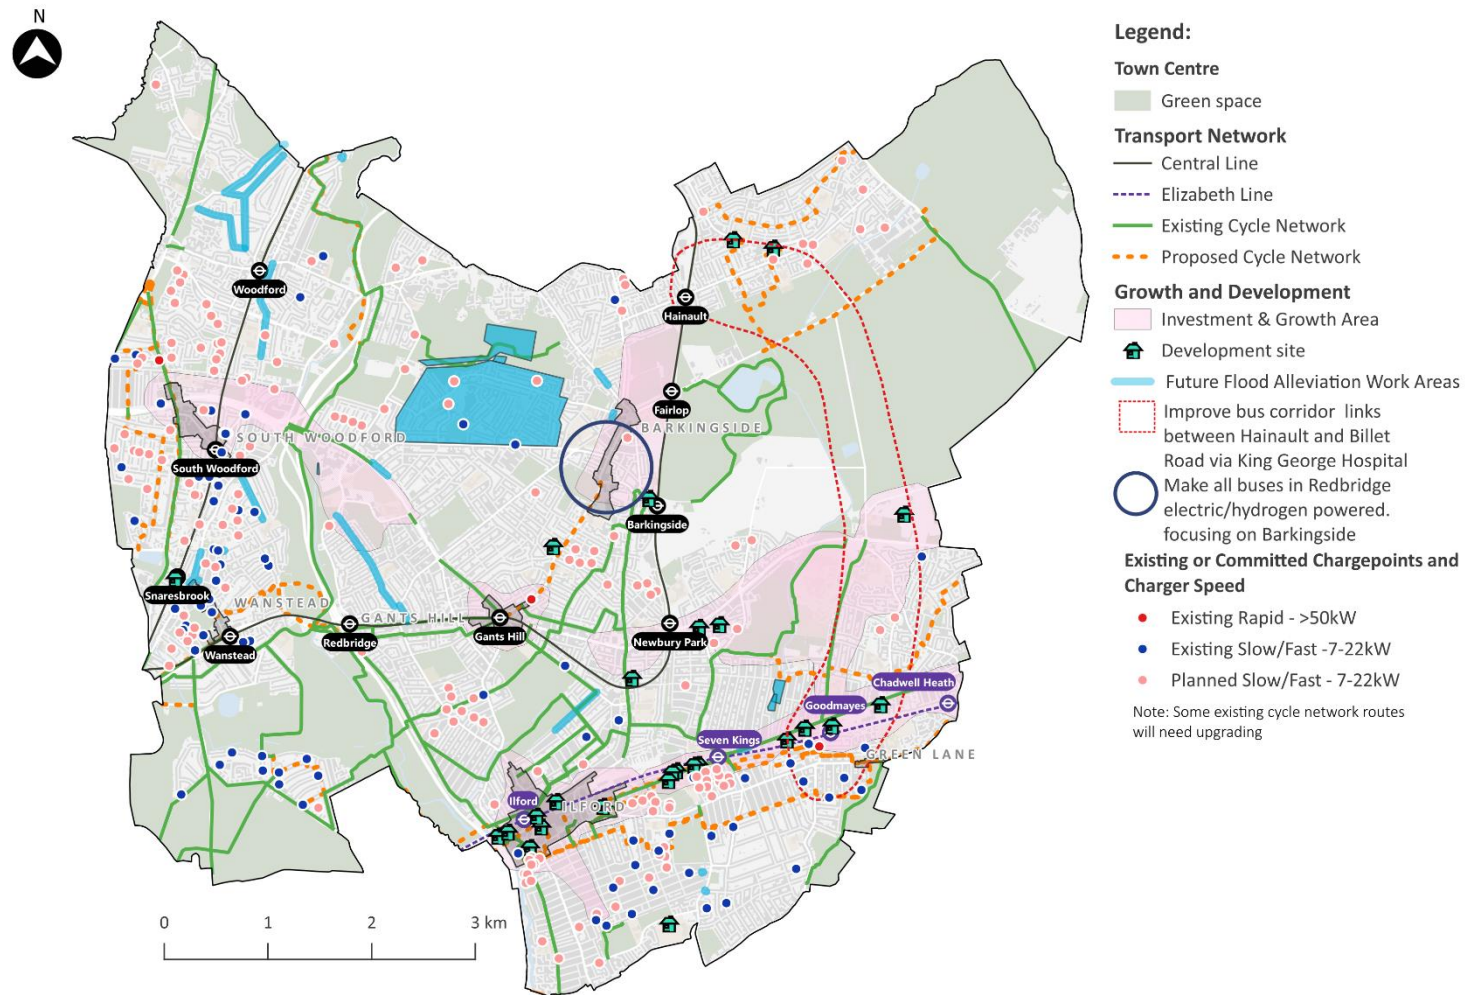 N
Woodford
Hainault
Fairlop
BARKINGSIDE
SOUTH WOODFORD
South Woodford
Barkingside
Snaresbrook
WANSTEAD
GANTS HILL
Gants Hill
Redbridge
Wanstead
Newbury Park
Chadwell Heath
Goodmayes
Seven Kings
GREEN LANE
Ilford
ILFORD
0 1 2 3 km
Legend:
Town Centre
Green space
Transport Network
Central Line
Elizabeth Line
Existing Cycle Network
Proposed Cycle Network
Growth and Development
Investment & Growth Area
Development site
Future Flood Alleviation Work Areas
Improve bus corridor links
between Hainault and Billet
Road via King George Hospital
Make all buses in Redbridge
electric/hydrogen powered.
focusing on Barkingside
Existing or Committed Chargepoints and
Charger Speed
Existing Rapid - >50kW
Existing Slow/Fast -7-22kW
Planned Slow/Fast - 7-22kW
Note: Some existing cycle network routes
will need upgrading